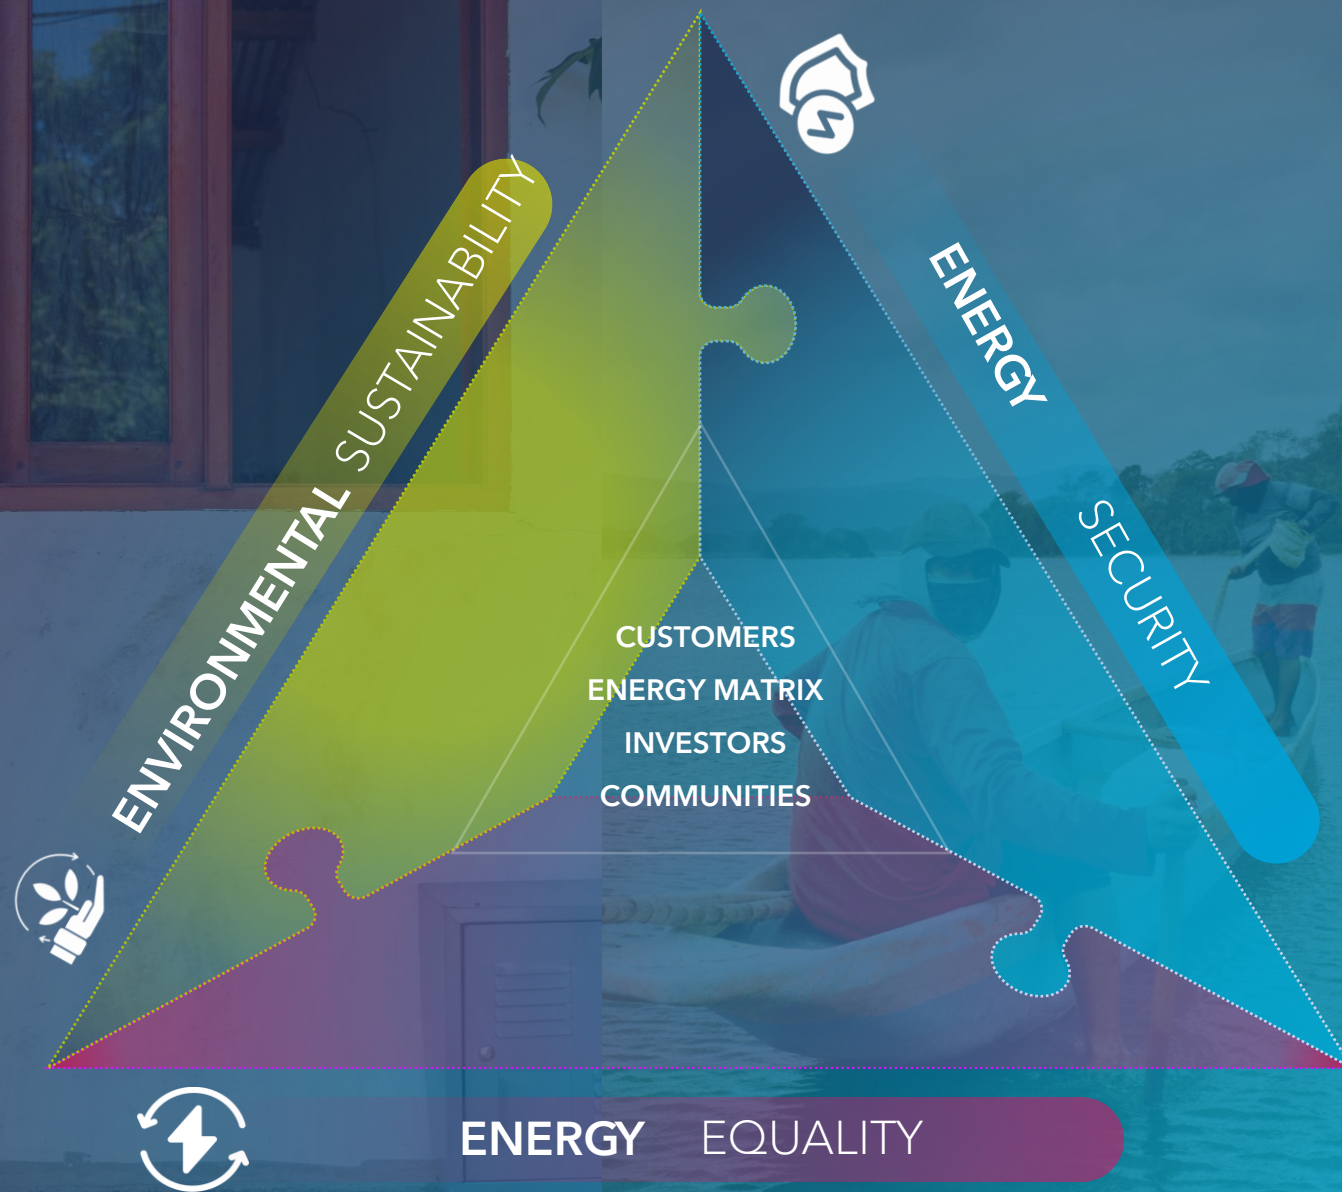 ENVIRONMENTAL SUSTAINABILITY
ENERGY SECURITY
CUSTOMERS
ENERGY MATRIX
INVESTORS
COMMUNITIES
ENERGY EQUALITY